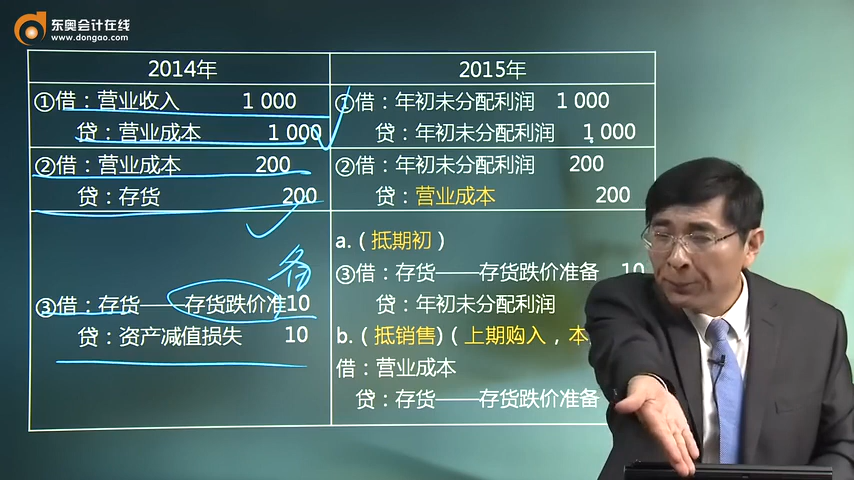 东奥会计在线
www.dongao.com
2014年
2015年
①借：营业收入 1 000
贷：营业成本 1 000
①借：年初未分配利润 1 000
贷：年初未分配利润 1 000
②借：营业成本 200
贷：存货 200
②借：年初未分配利润 200
贷：营业成本 200
备
③借：存货——存货跌价准10
贷：资产减值损失 10
a.（抵期初）
③借：存货——存货跌价准备 10
贷：年初未分配利润
b.（抵销售）（上期购入，本
借：营业成本
贷：存货——存货跌价准备